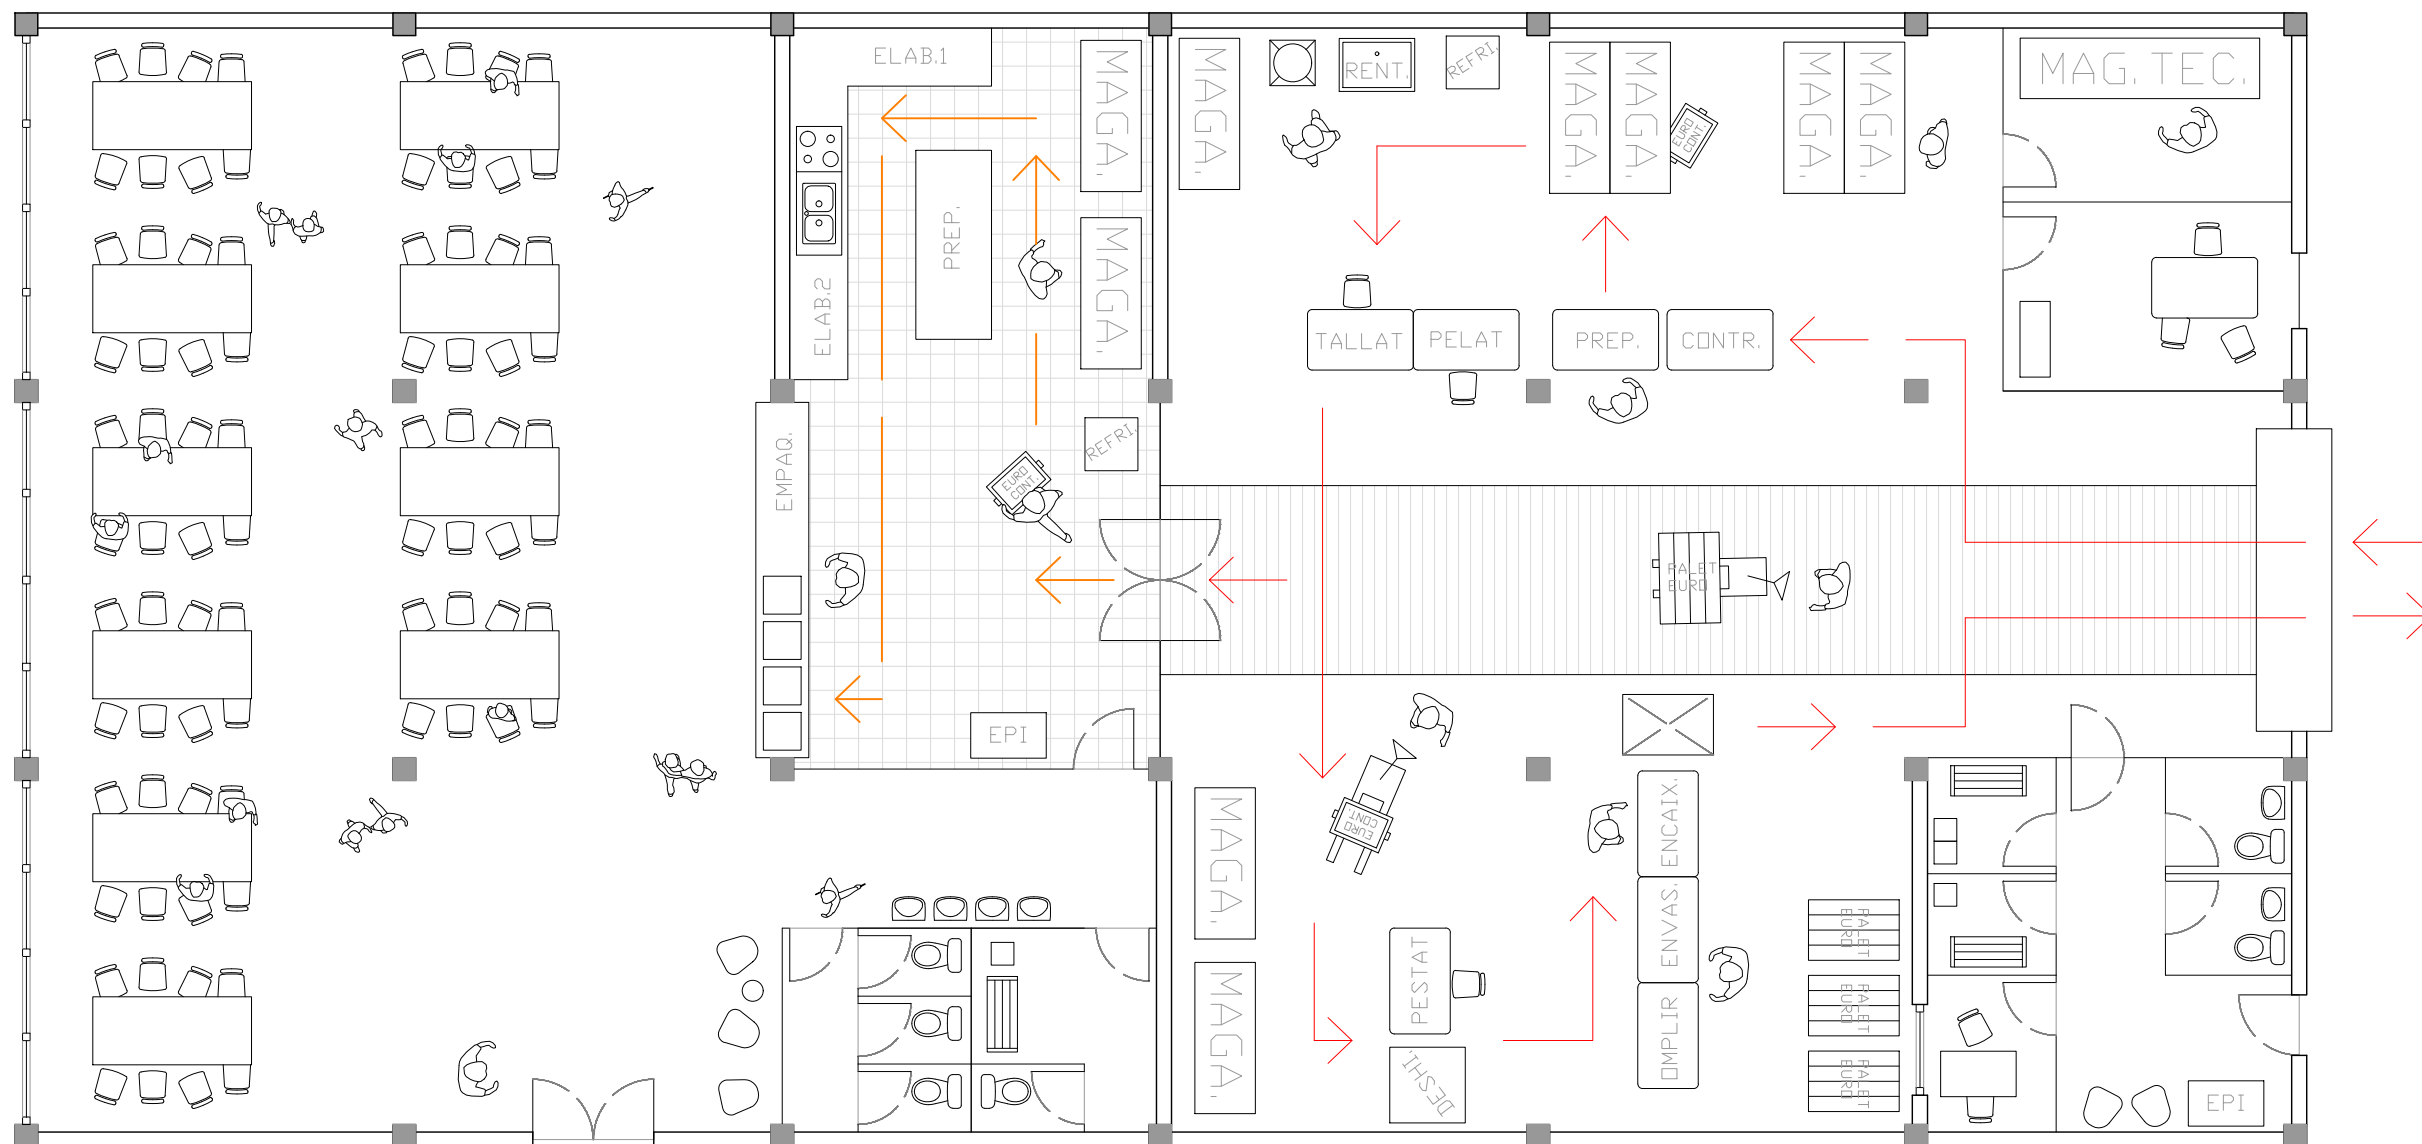 ELAB.1
MAGA.
MAGA.
RENT.
REFRI.
MAGA.
MAGA.
EURO
CONT.
MAGA.
MAGA.
MAG. TEC.
PREP.
MAGA.
ELAB.2
TALLAT
PELAT
PREP.
CONTR.
EMPAQ.
REFRI.
EURO
CONT.
PALET
EURO
EPI
EURO
CONT.
MAGA.
ENCAIX.
ENVAS.
OMPLIR
PESTAT
DESHI.
MAGA.
PALET
EURO
PALET
EURO
PALET
EURO
EPI